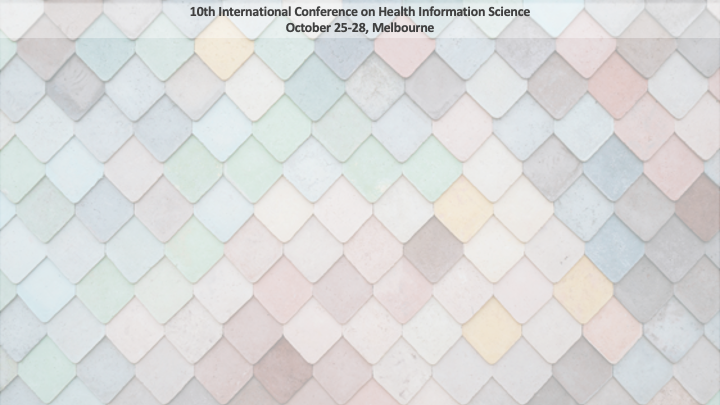 10th International Conference on Health Information Science
October 25-28, Melbourne